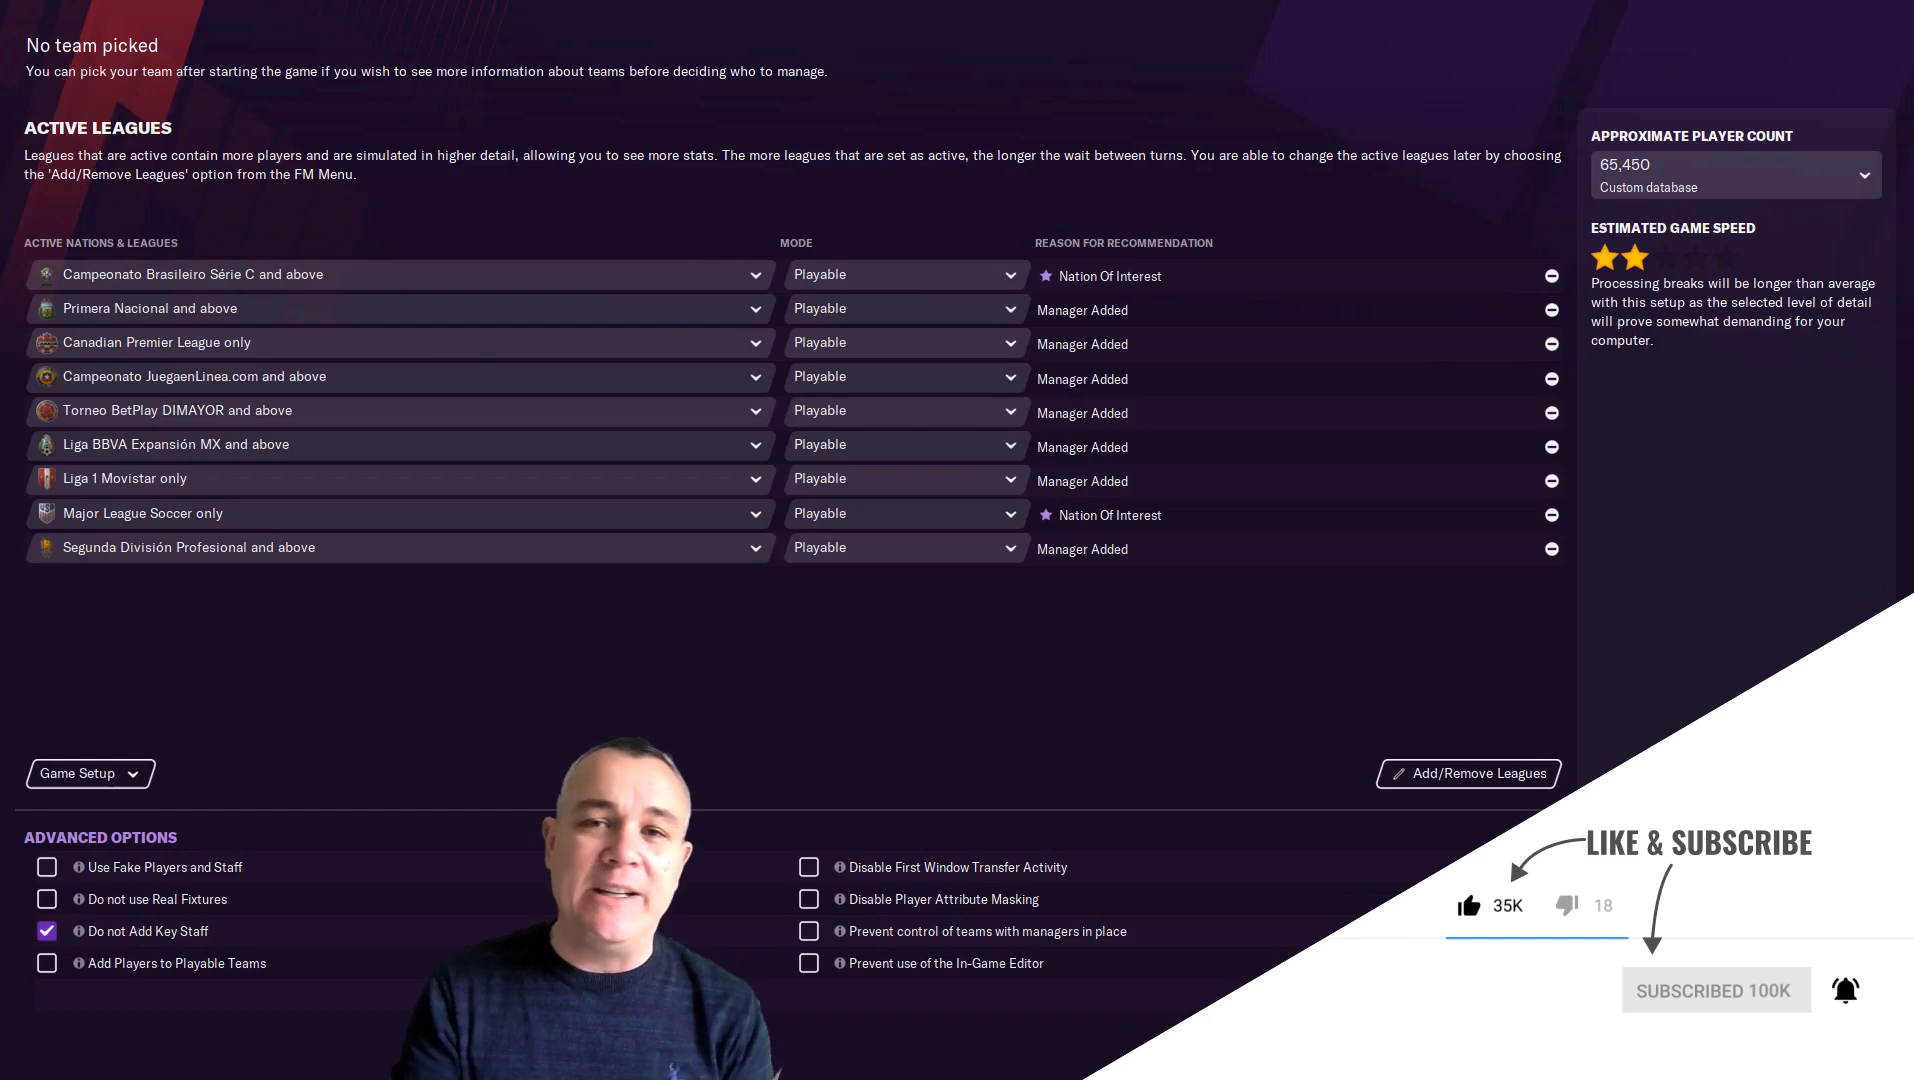 No team picked
You can pick your team after starting the game if you wish to see more information about teams before deciding who to manage.
ACTIVE LEAGUES
Leagues that are active contain more players and are simulated in higher detail, allowing you to see more stats. The more leagues that are set as active, the longer the wait between turns. You are able to change the active leagues later by choosing
the 'Add/Remove Leagues' option from the FM Menu.
ACTIVE NATIONS & LEAGUES MODE REASON FOR RECOMMENDATION
Campeonato Brasileiro Série C and above Playable Nation Of Interest
Primera Nacional and above Playable Manager Added
Canadian Premier League only Playable Manager Added
Campeonato JuegaenLinea.com and above Playable Manager Added
Torneo BetPlay DIMAYOR and above Playable Manager Added
Liga BBVA Expansión MX and above Playable Manager Added
Liga 1 Movistar only Playable Manager Added
Major League Soccer only Playable Nation Of Interest
Segunda División Profesional and above Playable Manager Added
APPROXIMATE PLAYER COUNT
65,450
Custom database
ESTIMATED GAME SPEED
Processing breaks will be longer than average
with this setup as the selected level of detail
will prove somewhat demanding for your
computer.
Game Setup
Add/Remove Leagues
ADVANCED OPTIONS
Use Fake Players and Staff
Do not use Real Fixtures
Do not Add Key Staff
Add Players to Playable Teams
Disable First Window Transfer Activity
Disable Player Attribute Masking
Prevent control of teams with managers in place
Prevent use of the In-Game Editor
LIKE & SUBSCRIBE
35K 18
SUBSCRIBED 100K